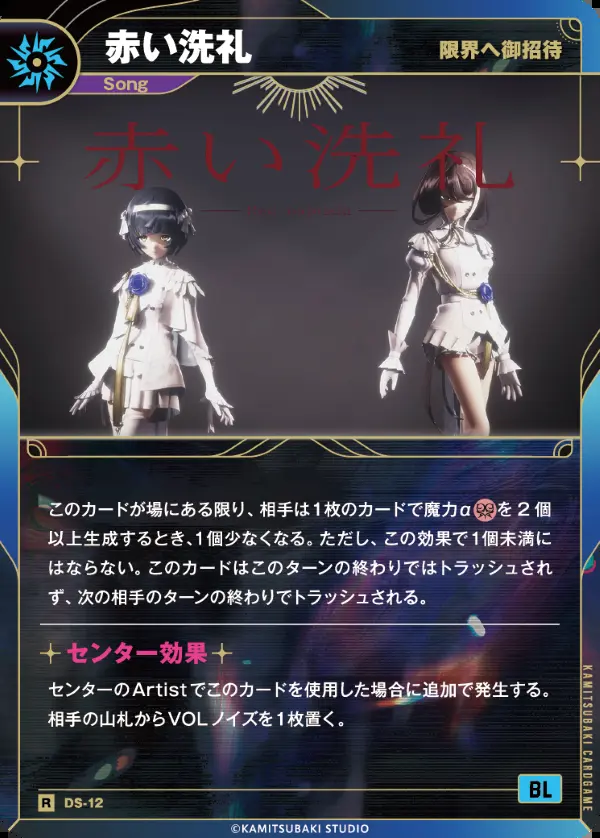 赤い洗礼
限界へ御招待
Song
赤い洗礼
このカードが場にある限り、相手は1枚のカードで魔力αを2個
以上生成するとき、1個少なくなる。ただし、この効果で1個未満に
はならない。このカードはこのターンの終わりではトラッシュされ
ず、次の相手のターンの終わりでトラッシュされる。
センター効果
センターのArtistでこのカードを使用した場合に追加で発生する。
相手の山札からVOLノイズを1枚置く。
KAMITSUBAKI CARDGAME
BL
R DS-12
©KAMITSUBAKI STUDIO